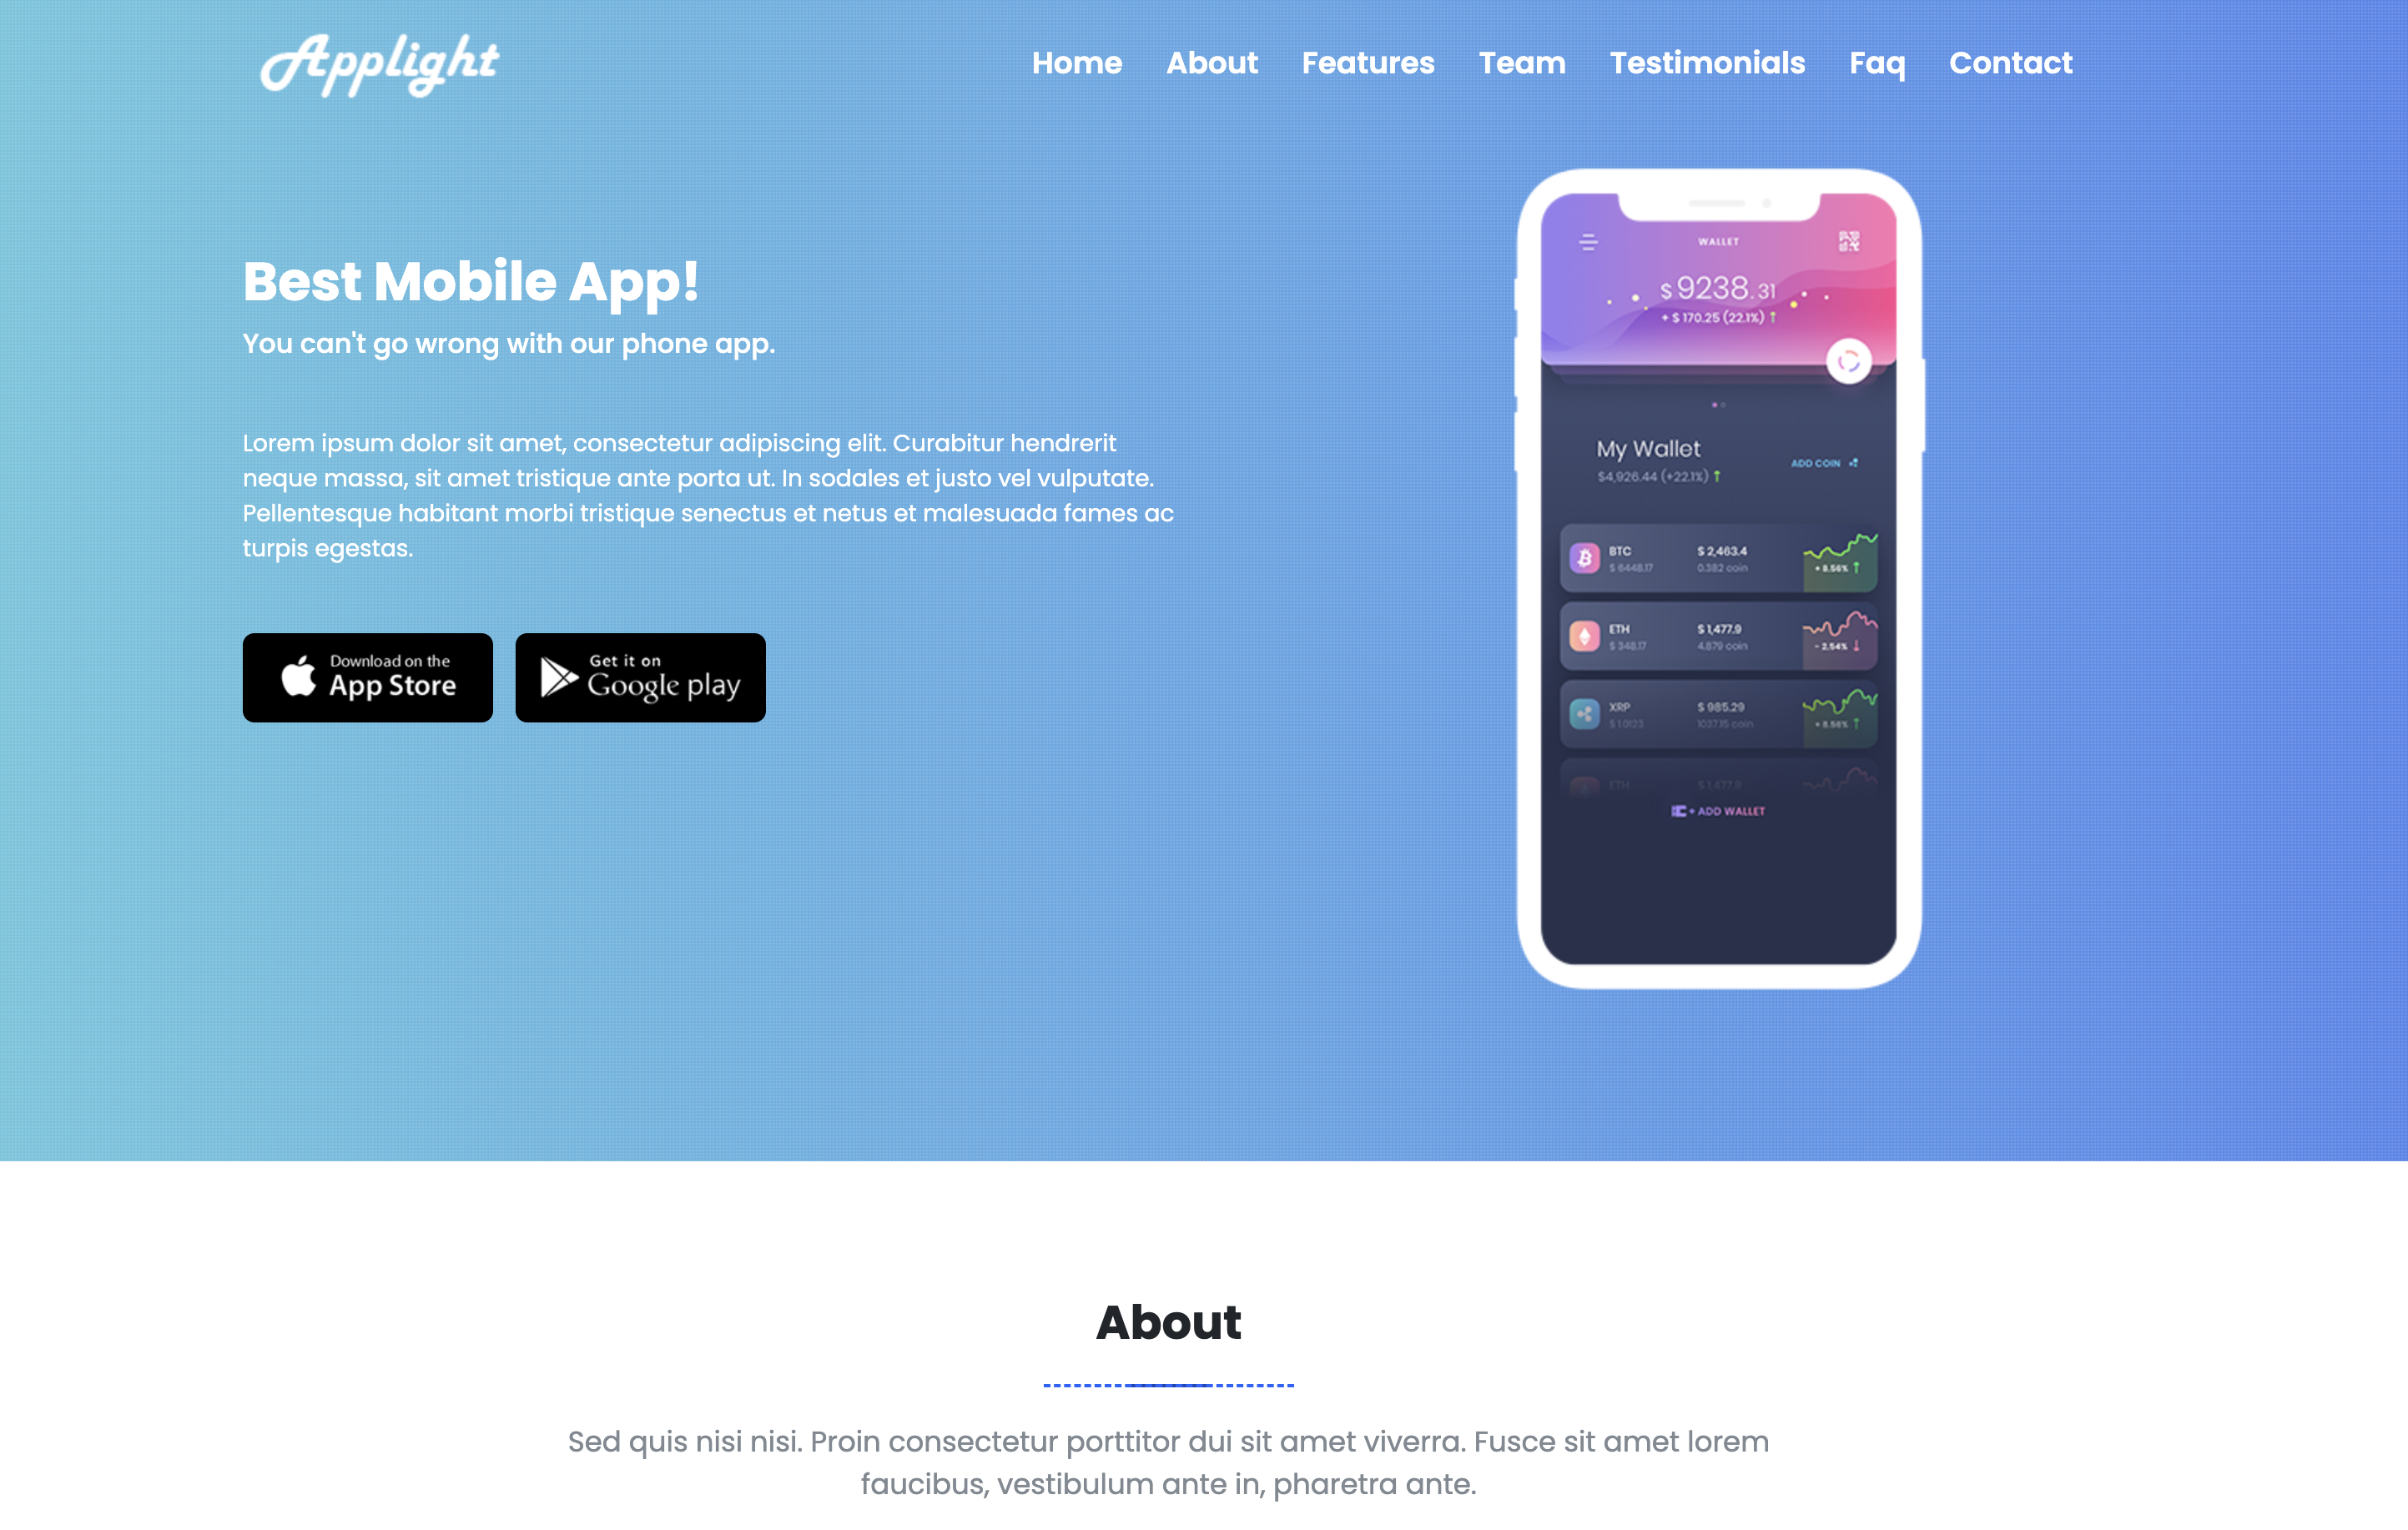 Applight
Home About Features Team Testimonials Faq Contact
Best Mobile App!
You can't go wrong with our phone app.
Lorem ipsum dolor sit amet, consectetur adipiscing elit. Curabitur hendrerit
neque massa, sit amet tristique ante porta ut. In sodales et justo vel vulputate.
Pellentesque habitant morbi tristique senectus et netus et malesuada fames ac
turpis egestas.
Download on the
App Store
Get it on
Google play
WALLET
$ 9238.31
+ $ 170.25 (22.1%)
My Wallet
ADD COIN
$4,926.44 (+22.1%)
BTC $ 2,463.4
$ 6448.17 0.382 coin + 8.56%
ETH $ 1,477.9
$ 348.17 4.879 coin - 2.54%
XRP $ 985.29
$ 1.0123 1037.15 coin + 8.56%
ETH $ 1,477.9
+ ADD WALLET
About
Sed quis nisi nisi. Proin consectetur porttitor dui sit amet viverra. Fusce sit amet lorem
faucibus, vestibulum ante in, pharetra ante.